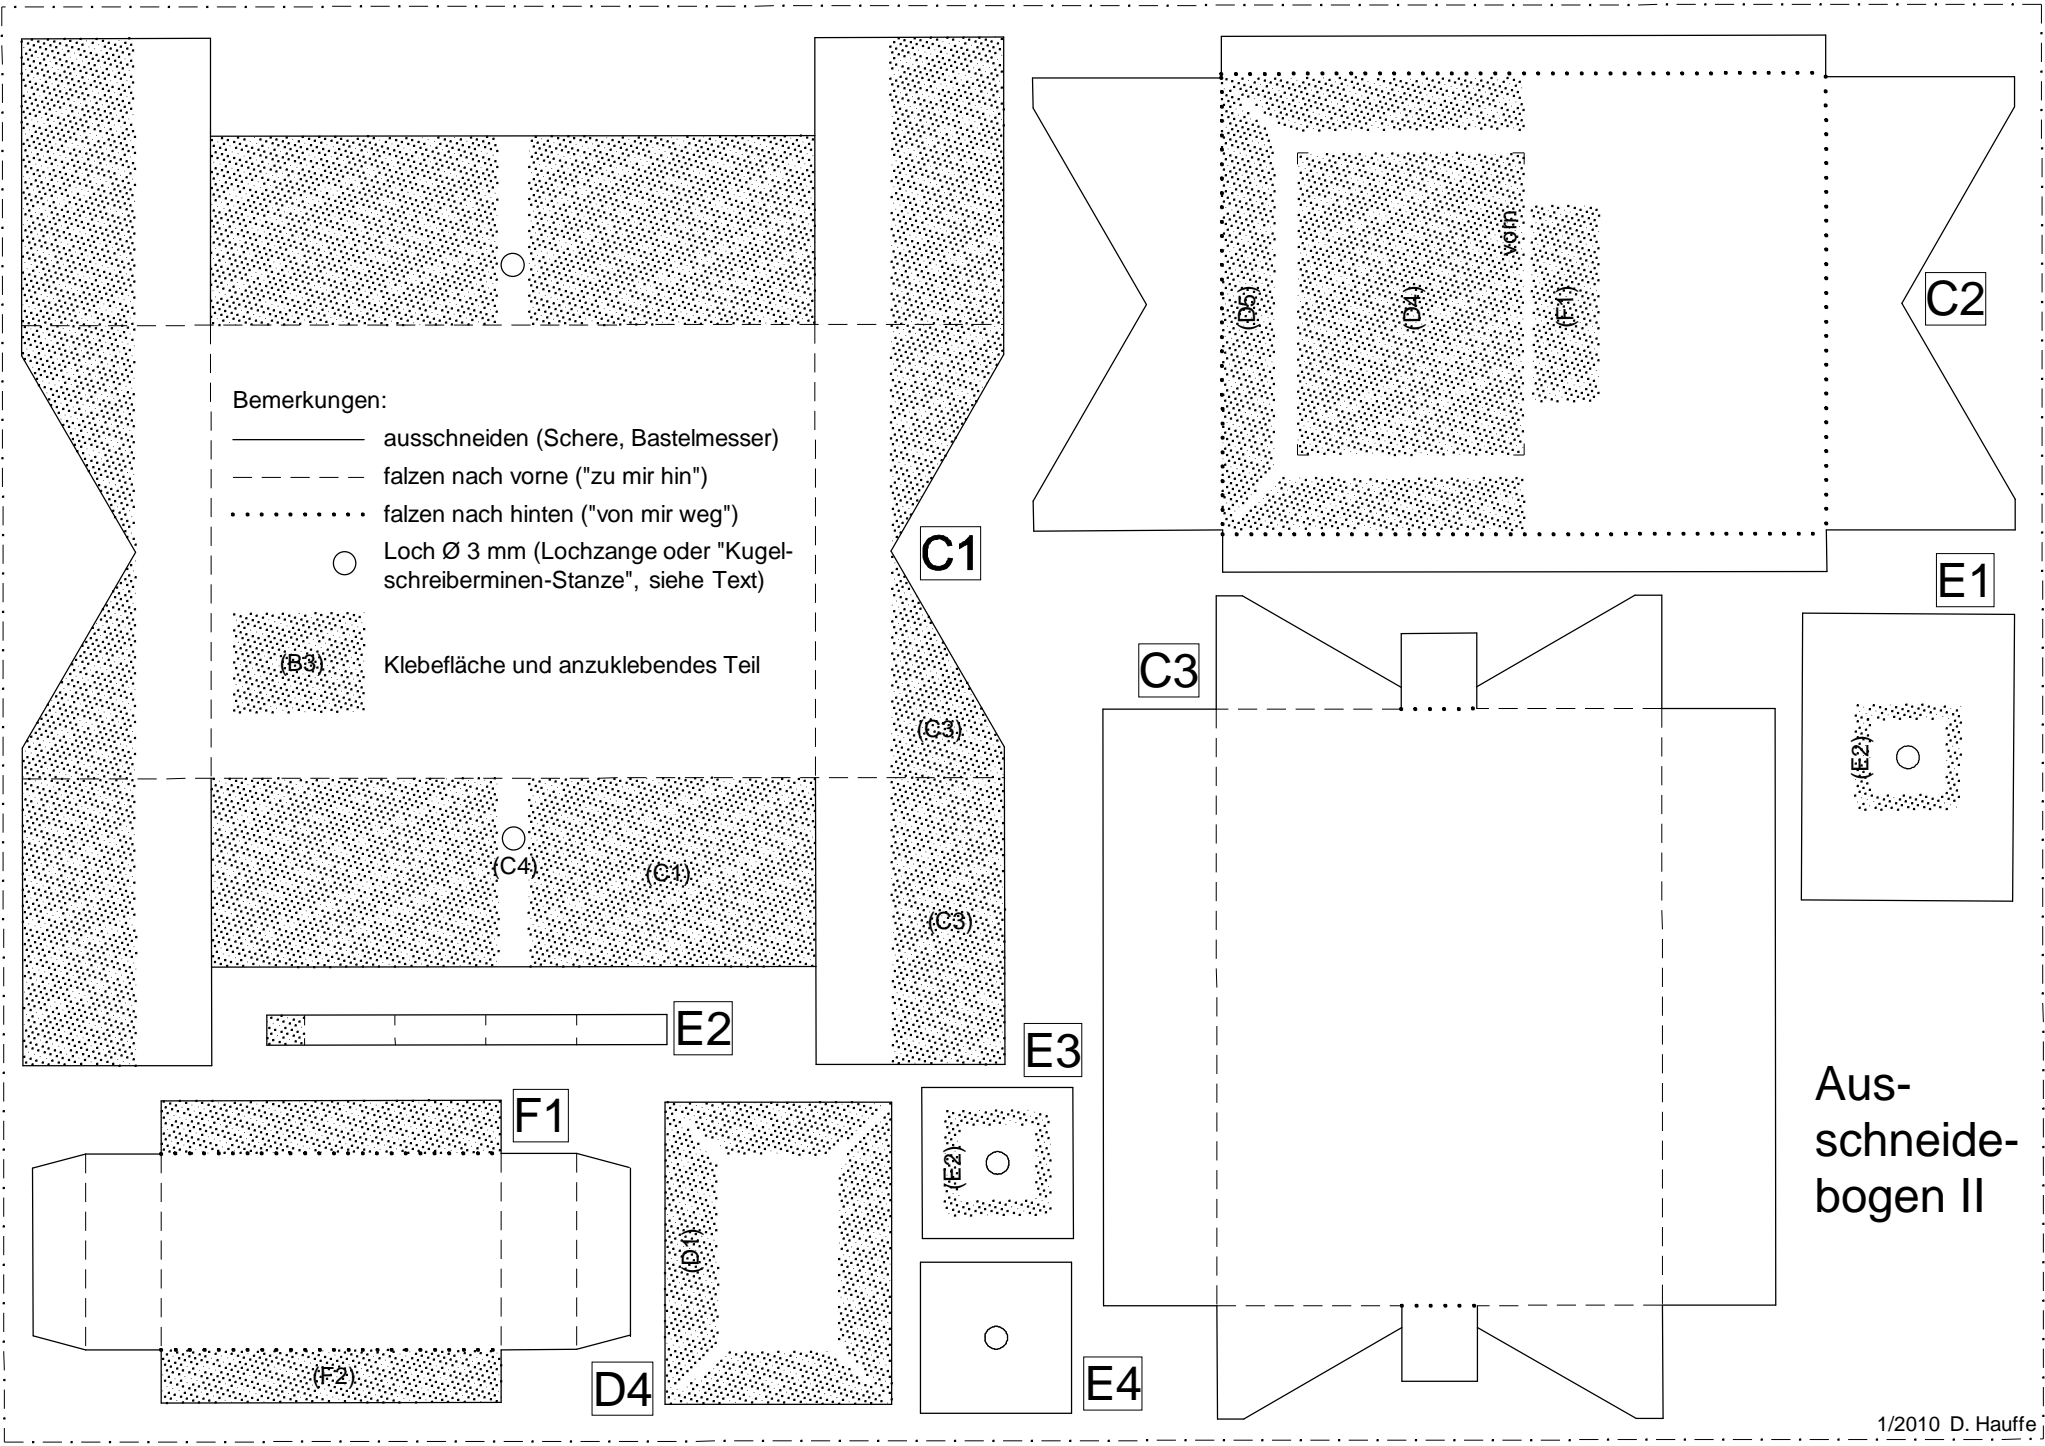 Bemerkungen:
ausschneiden (Schere, Bastelmesser)
falzen nach vorne ("zu mir hin")
falzen nach hinten ("von mir weg")
Loch Ø 3 mm (Lochzange oder "Kugel-
schreiberminen-Stanze", siehe Text)
(B3)
Klebefläche und anzuklebendes Teil
C1
(C3)
(C4)
(C1)
(C3)
vorn
(D5)
(D4)
(F1)
C2
E1
C3
(E2)
E2
E3
F1
(E2)
(D1)
(F2)
D4
E4
Aus-
schneide-
bogen II
1/2010 D. Hauffe